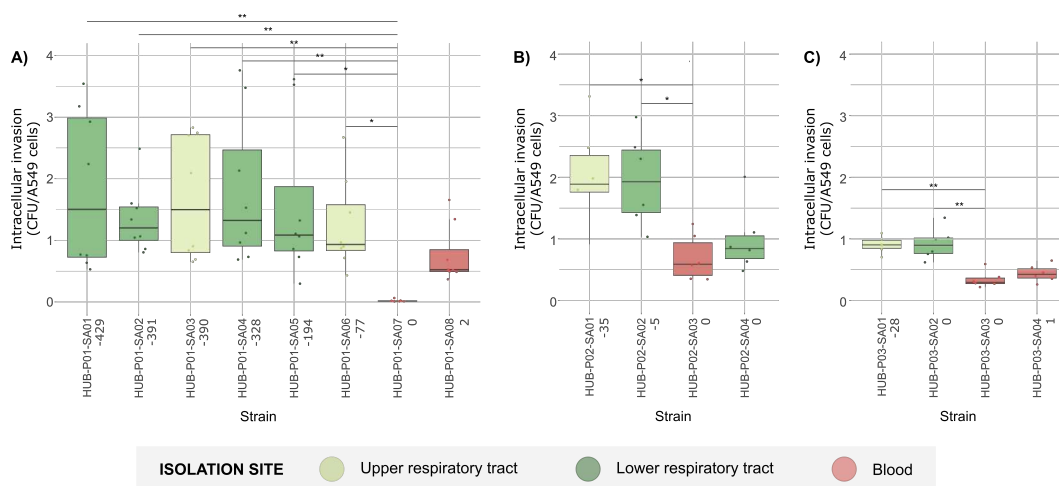 A)
Intracellular invasion
(CFU/A549 cells)
4
3
2
1
0
**
**
**
**
*
*
HUB-P01-SA01
-429
HUB-P01-SA02
-391
HUB-P01-SA03
-390
HUB-P01-SA04
-328
HUB-P01-SA05
-194
HUB-P01-SA06
-77
HUB-P01-SA07
0
HUB-P01-SA08
2
Strain
B)
Intracellular invasion
(CFU/A549 cells)
4
3
2
1
0
*
*
HUB-P02-SA01
-35
HUB-P02-SA02
-5
HUB-P02-SA03
0
HUB-P02-SA04
0
Strain
C)
Intracellular invasion
(CFU/A549 cells)
4
3
2
1
0
**
**
HUB-P03-SA01
-28
HUB-P03-SA02
0
HUB-P03-SA03
0
HUB-P03-SA04
1
Strain
ISOLATION SITE
Upper respiratory tract
Lower respiratory tract
Blood